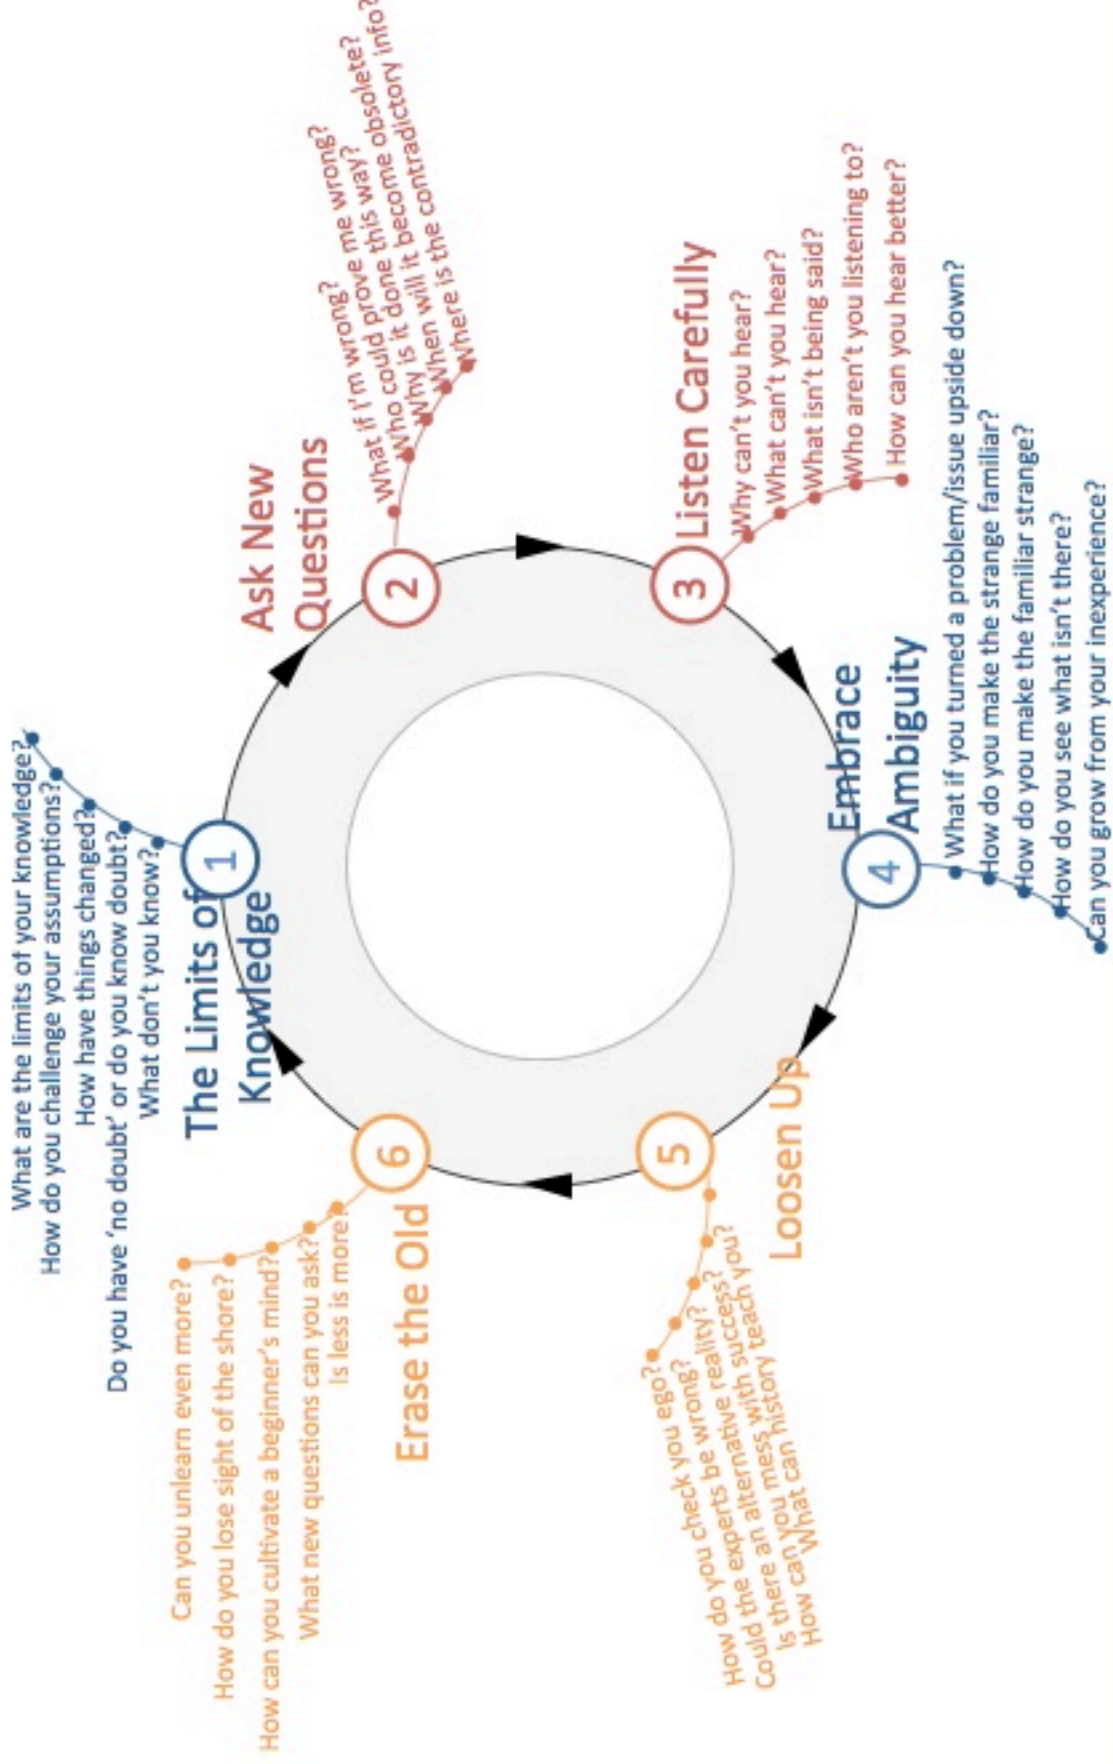 What are the limits of your knowledge?
How do you challenge your assumptions?
How have things changed?
Do you have ‘no doubt’ or do you know doubt?
What don’t you know?
1
The Limits of
Knowledge
2
Ask New
Questions
What if I’m wrong?
Who could prove me wrong?
Why is it done this way?
When will it become obsolete?
Where is the contradictory info?
3
Listen Carefully
Why can’t you hear?
What can’t you hear?
What isn’t being said?
Who aren’t you listening to?
How can you hear better?
4
Embrace
Ambiguity
What if you turned a problem/issue upside down?
How do you make the strange familiar?
How do you make the familiar strange?
How do you see what isn’t there?
Can you grow from your inexperience?
5
Loosen Up
How do you check you ego?
Could the experts be wrong?
Is there an alternative reality?
How can you mess with success?
What can history teach you?
6
Erase the Old
Can you unlearn even more?
How do you lose sight of the shore?
How can you cultivate a beginner’s mind?
What new questions can you ask?
Is less is more?